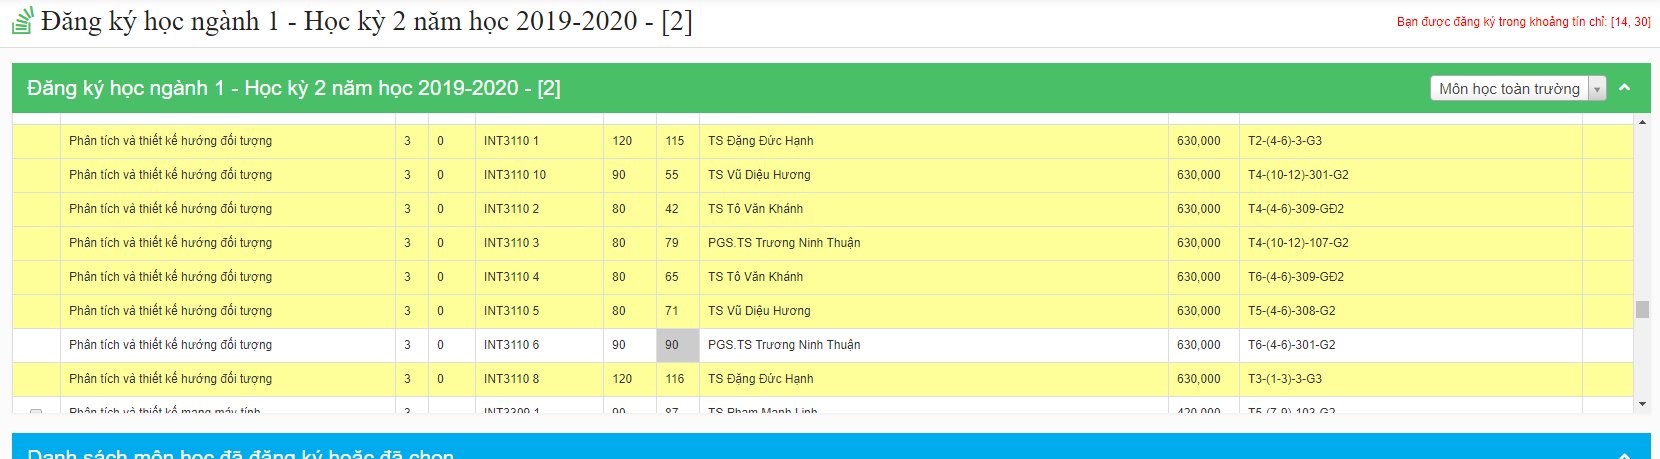 Đăng ký học ngành 1 - Học kỳ 2 năm học 2019-2020 - [2]
Bạn được đăng ký trong khoảng tín chỉ: [14, 30]
Đăng ký học ngành 1 - Học kỳ 2 năm học 2019-2020 - [2]
Môn học toàn trường
Phân tích và thiết kế hướng đối tượng 3 0 INT3110 1 120 115 TS Đặng Đức Hạnh 630,000 T2-(4-6)-3-G3
Phân tích và thiết kế hướng đối tượng 3 0 INT3110 10 90 55 TS Vũ Diệu Hương 630,000 T4-(10-12)-301-G2
Phân tích và thiết kế hướng đối tượng 3 0 INT3110 2 80 42 TS Tô Văn Khánh 630,000 T4-(4-6)-309-GĐ2
Phân tích và thiết kế hướng đối tượng 3 0 INT3110 3 80 79 PGS.TS Trương Ninh Thuận 630,000 T4-(10-12)-107-G2
Phân tích và thiết kế hướng đối tượng 3 0 INT3110 4 80 65 TS Tô Văn Khánh 630,000 T6-(4-6)-309-GĐ2
Phân tích và thiết kế hướng đối tượng 3 0 INT3110 5 80 71 TS Vũ Diệu Hương 630,000 T5-(4-6)-308-G2
Phân tích và thiết kế hướng đối tượng 3 0 INT3110 6 90 90 PGS.TS Trương Ninh Thuận 630,000 T6-(4-6)-301-G2
Phân tích và thiết kế hướng đối tượng 3 0 INT3110 8 120 116 TS Đặng Đức Hạnh 630,000 T3-(1-3)-3-G3
Phân tích và thiết kế mạng máy tính 3 INT3309 1 90 87 TS Phạm Mạnh Linh 420,000 T5-(7-9)-103-G2
Danh sách môn học đã đăng ký hoặc đã chọn